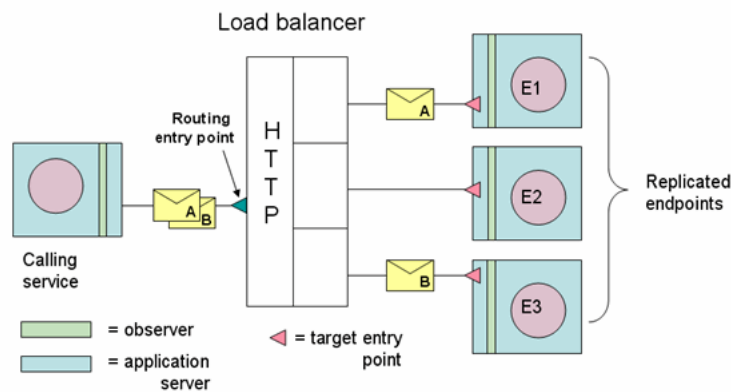 Load balancer
Routing
entry point
H
T
T
P
A
B
A
B
E1
E2
E3
Replicated
endpoints
Calling
service
= observer
= application
server
= target entry
point